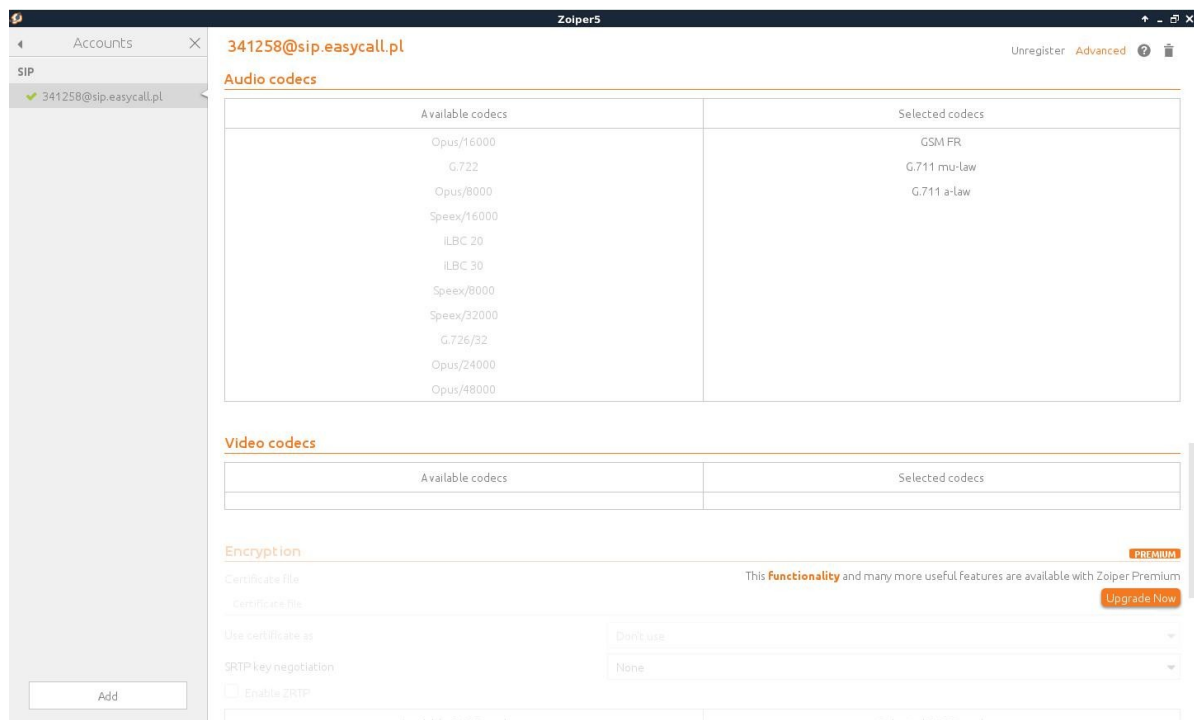 Zoiper5
Accounts
341258@sip.easycall.pl
Unregister Advanced
SIP
341258@sip.easycall.pl
Audio codecs
Available codecs Selected codecs
Opus/16000 GSM FR
G.722 G.711 mu-law
Opus/8000 G.711 a-law
Speex/16000
iLBC 20
iLBC 30
Speex/8000
Speex/32000
G.726/32
Opus/24000
Opus/48000
Video codecs
Available codecs Selected codecs
Encryption PREMIUM
Certificate file This functionality and many more useful features are available with Zoiper Premium
Certificate file Upgrade Now
Use certificate as Don't use
SRTP key negotiation None
Enable ZRTP
Add